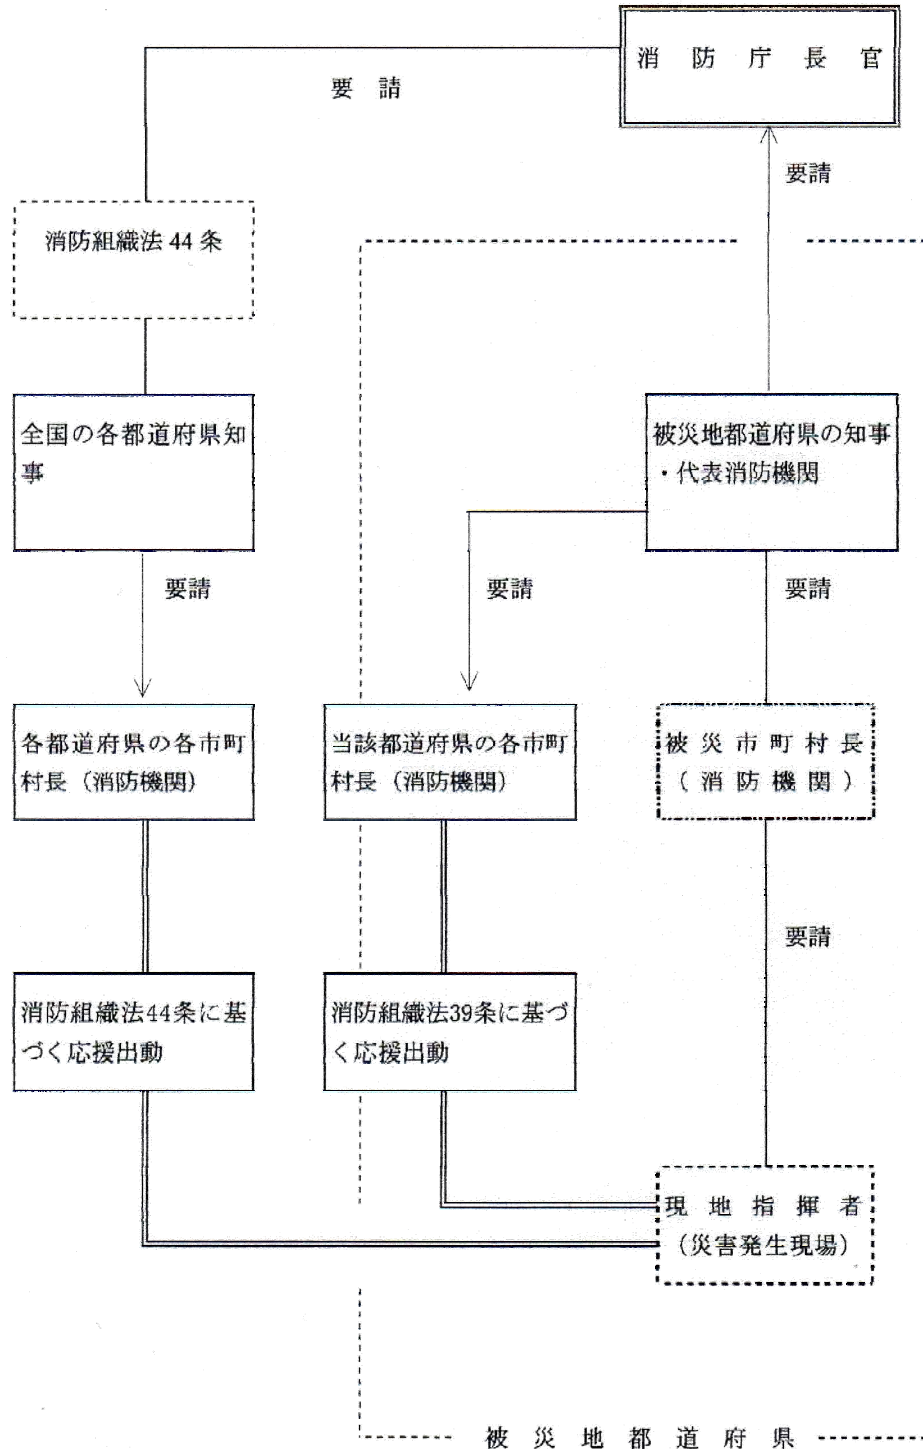 消防庁長官
要請
要請
消防組織法44条
全国の各都道府県知
事
被災地都道府県の知事
・代表消防機関
要請
要請
要請
各都道府県の各市町
村長（消防機関）
当該都道府県の各市町
村長（消防機関）
被災市町村長
（消防機関）
要請
消防組織法44条に基
づく応援出動
消防組織法39条に基づ
く応援出動
現地指揮者
（災害発生現場）
被災地都道府県